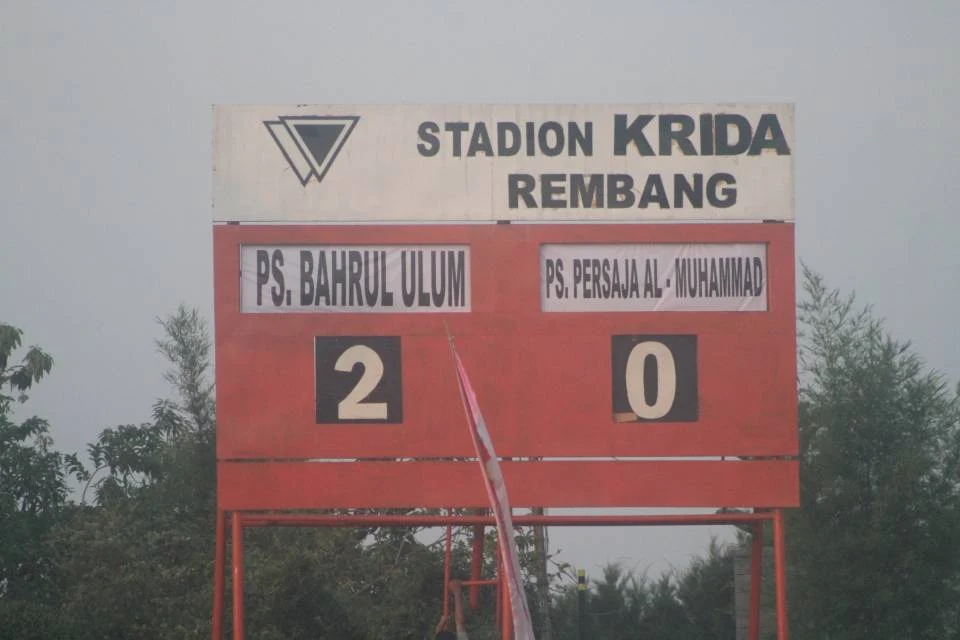 STADION KRIDA
REMBANG
PS. BAHRUL ULUM
PS. PERSAJA AL - MUHAMMAD
2
0